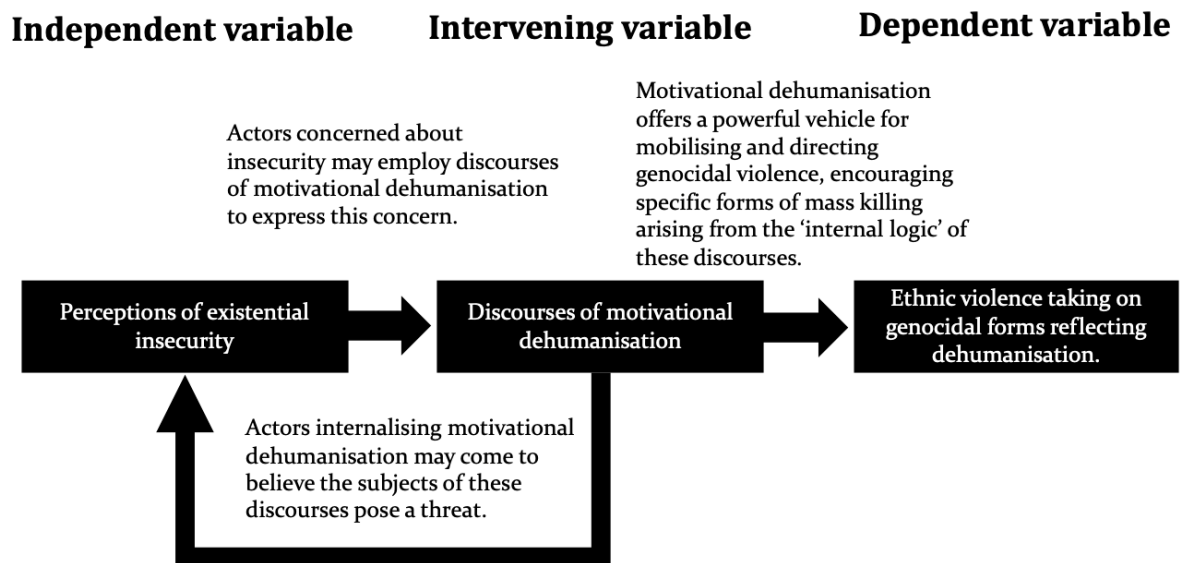 Independent variable
Intervening variable
Dependent variable
Actors concerned about
insecurity may employ discourses
of motivational dehumanisation
to express this concern.
Motivational dehumanisation
offers a powerful vehicle for
mobilising and directing
genocidal violence, encouraging
specific forms of mass killing
arising from the ‘internal logic’ of
these discourses.
Perceptions of existential
insecurity
Discourses of motivational
dehumanisation
Ethnic violence taking on
genocidal forms reflecting
dehumanisation.
Actors internalising motivational
dehumanisation may come to
believe the subjects of these
discourses pose a threat.